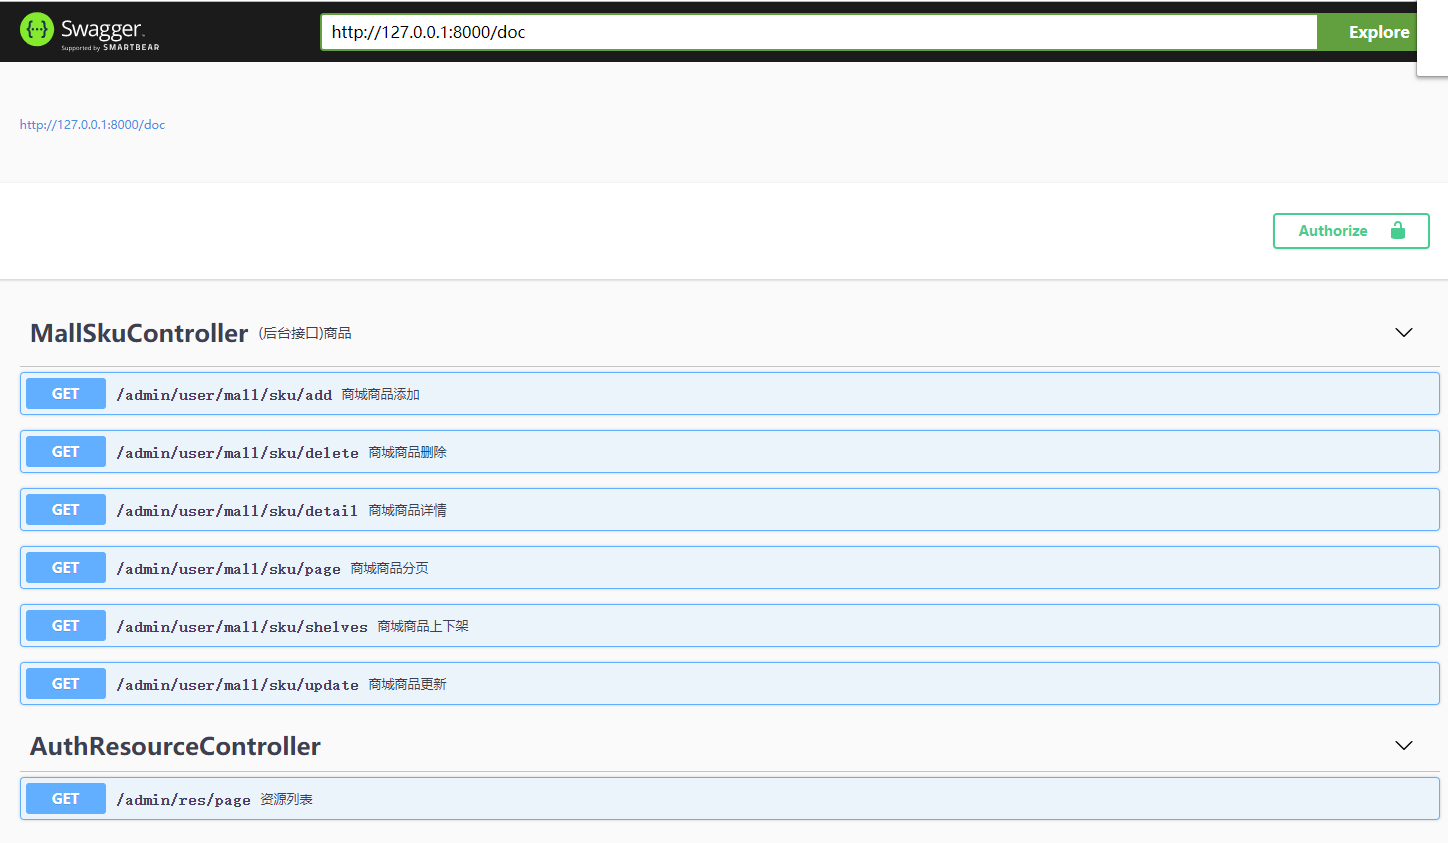 Swagger.
Supported by SMARTBEAR
http://127.0.0.1:8000/doc
Explore
http://127.0.0.1:8000/doc
Authorize
MallSkuController (后台接口)商品
GET /admin/user/mall/sku/add 商城商品添加
GET /admin/user/mall/sku/delete 商城商品删除
GET /admin/user/mall/sku/detail 商城商品详情
GET /admin/user/mall/sku/page 商城商品分页
GET /admin/user/mall/sku/shelves 商城商品上下架
GET /admin/user/mall/sku/update 商城商品更新
AuthResourceController
GET /admin/res/page 资源列表